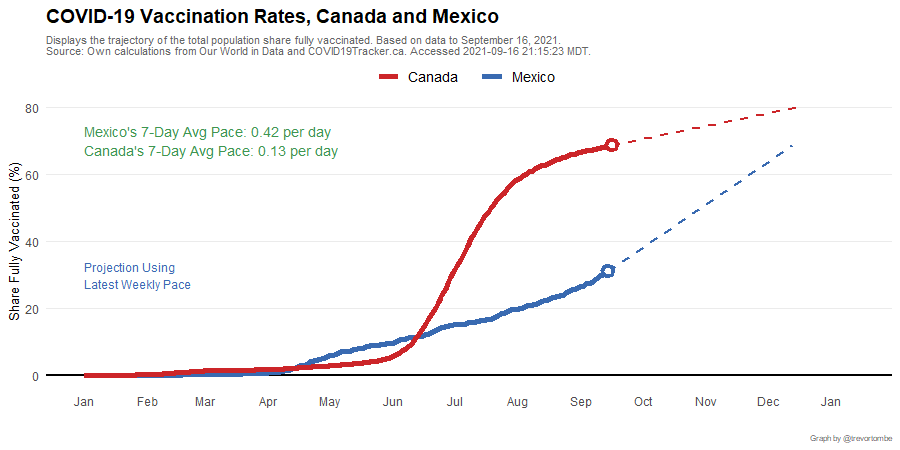 COVID-19 Vaccination Rates, Canada and Mexico
Displays the trajectory of the total population share fully vaccinated. Based on data to September 16, 2021.
Source: Own calculations from Our World in Data and COVID19Tracker.ca. Accessed 2021-09-16 21:15:23 MDT.
Canada Mexico
80
Mexico's 7-Day Avg Pace: 0.42 per day
Canada's 7-Day Avg Pace: 0.13 per day
60
Share Fully Vaccinated (%)
40
Projection Using
Latest Weekly Pace
20
0
Jan Feb Mar Apr May Jun Jul Aug Sep Oct Nov Dec Jan
Graph by @trevortombe